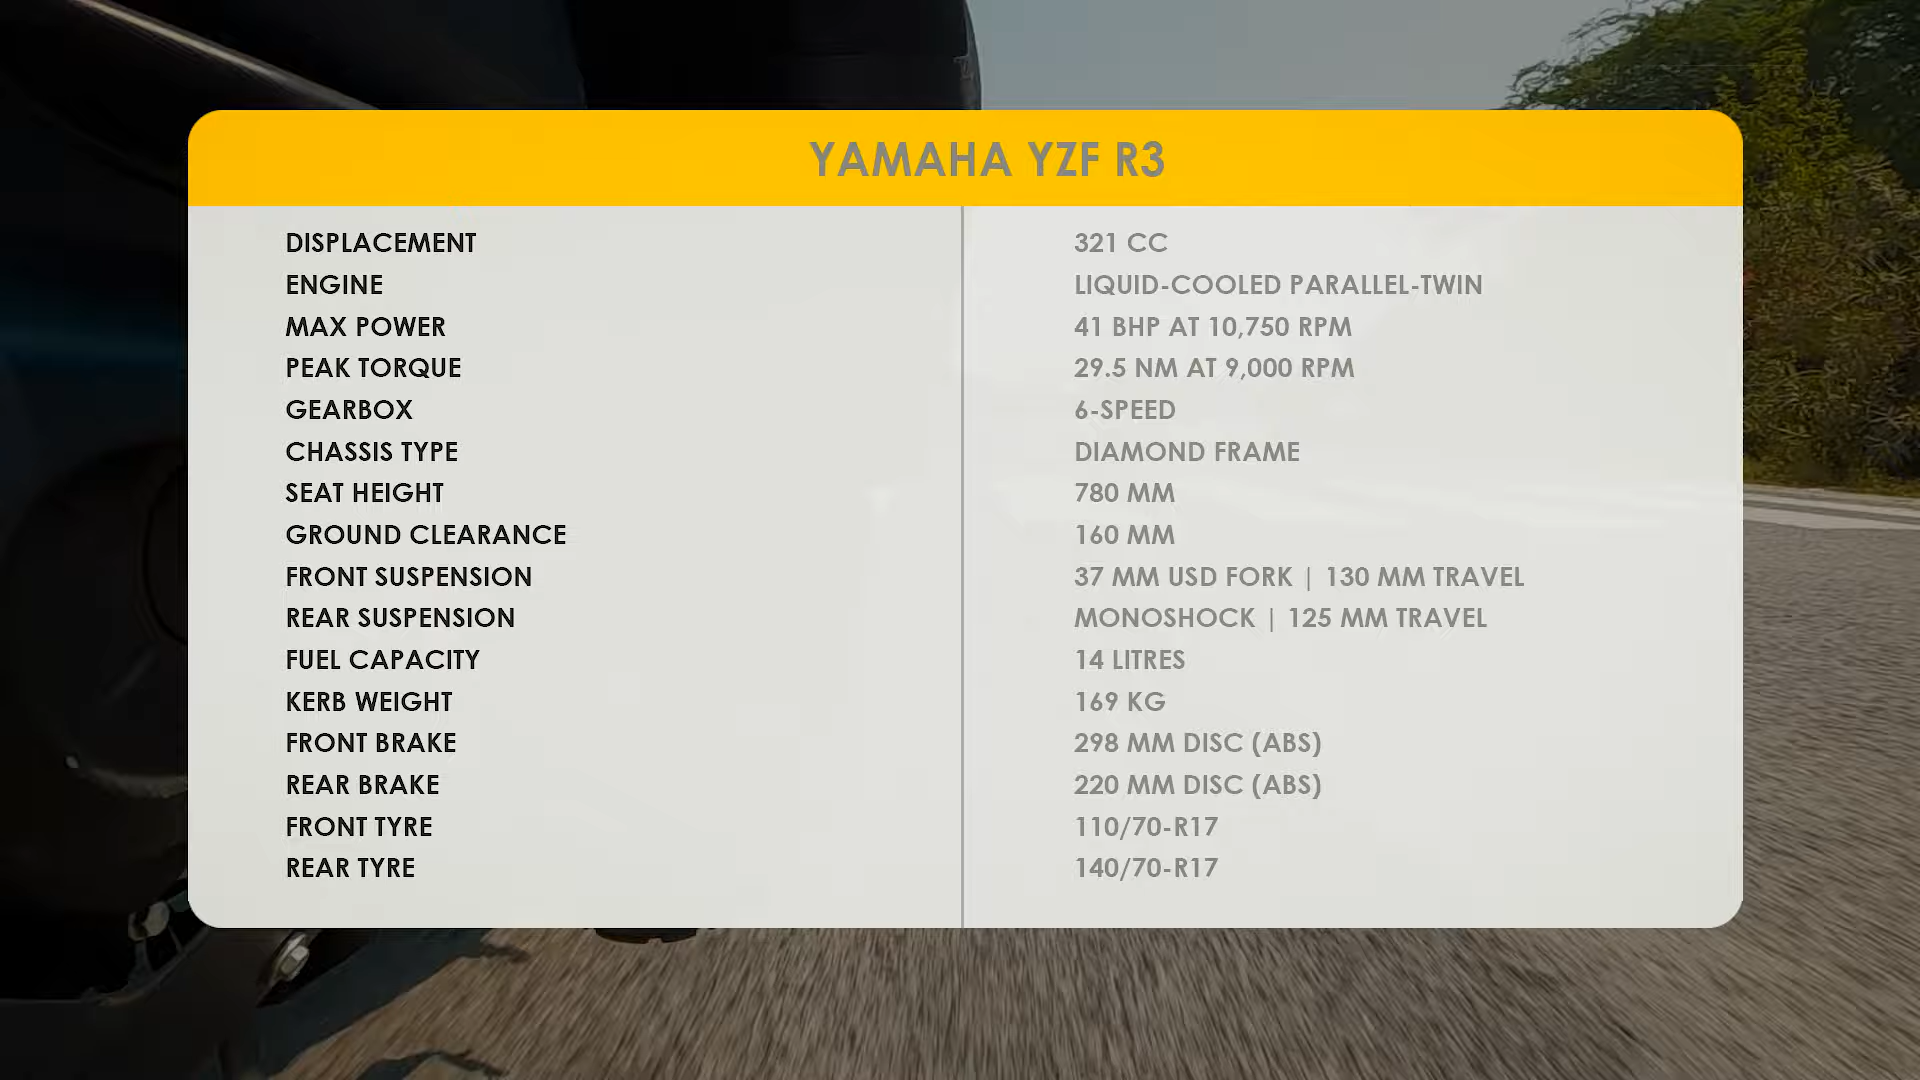 YAMAHA YZF R3
DISPLACEMENT 321 CC
ENGINE LIQUID-COOLED PARALLEL-TWIN
MAX POWER 41 BHP AT 10,750 RPM
PEAK TORQUE 29.5 NM AT 9,000 RPM
GEARBOX 6-SPEED
CHASSIS TYPE DIAMOND FRAME
SEAT HEIGHT 780 MM
GROUND CLEARANCE 160 MM
FRONT SUSPENSION 37 MM USD FORK | 130 MM TRAVEL
REAR SUSPENSION MONOSHOCK | 125 MM TRAVEL
FUEL CAPACITY 14 LITRES
KERB WEIGHT 169 KG
FRONT BRAKE 298 MM DISC (ABS)
REAR BRAKE 220 MM DISC (ABS)
FRONT TYRE 110/70-R17
REAR TYRE 140/70-R17